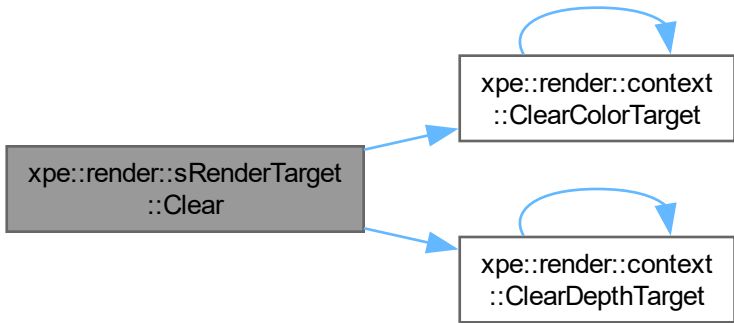 xpe::render::sRenderTarget
::Clear
xpe::render::context
::ClearColorTarget
xpe::render::context
::ClearDepthTarget